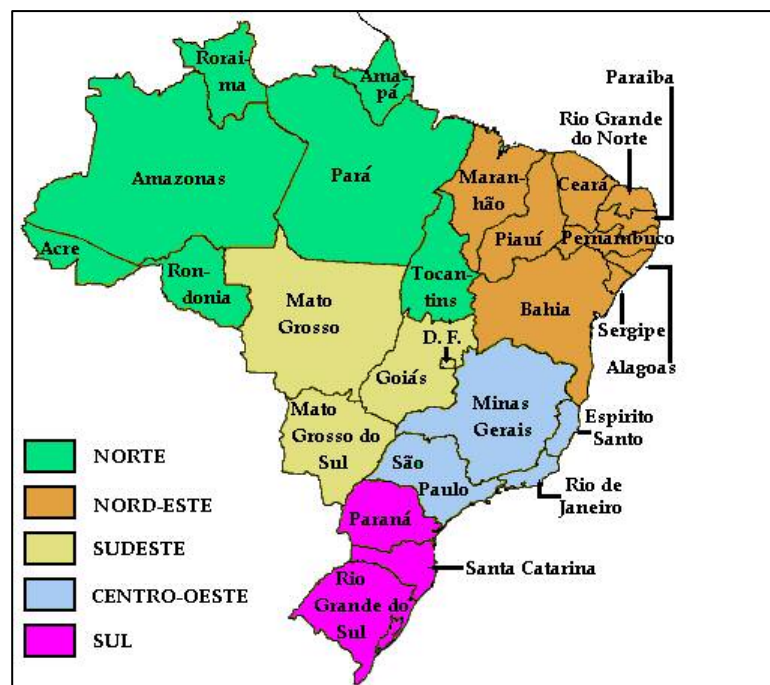 Rorai-
ma
Ama-
pá
Paraiba
Rio Grande
do Norte
Amazonas
Pará
Maran-
hão
Ceará
Piauí
Pernambuco
Acre
Ron-
donia
Tocan-
tins
Mato
Grosso
Bahia
Sergipe
D. F.
Alagoas
Goiás
Minas
Gerais
Mato
Grosso do
Sul
Espirito
Santo
São
Paulo
Rio de
Janeiro
Paraná
Santa Catarina
Rio
Grande do
Sul
NORTE
NORD-ESTE
SUDESTE
CENTRO-OESTE
SUL